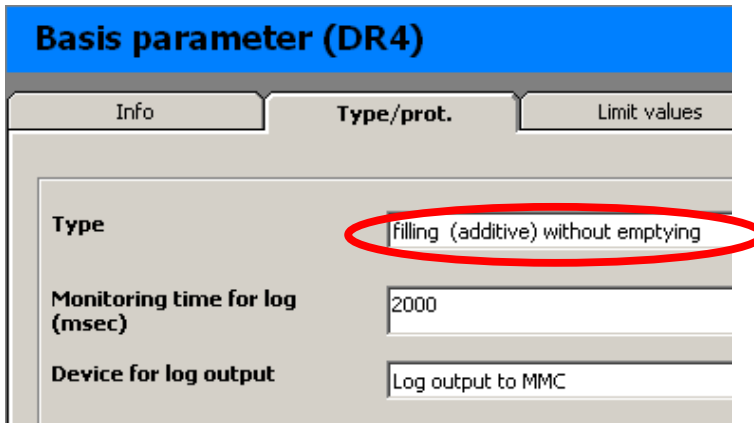 Basis parameter (DR4)
Info
Type/prot.
Limit values
Type
filling (additive) without emptying
Monitoring time for log
(msec)
2000
Device for log output
Log output to MMC